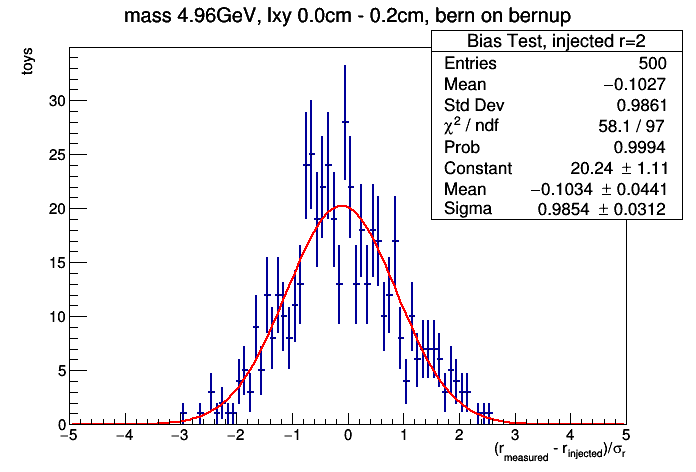 mass 4.96GeV, lxy 0.0cm - 0.2cm, bern on bernup
Bias Test, injected r=2
Entries 500
Mean −0.1027
Std Dev 0.9861
χ² / ndf 58.1 / 97
Prob 0.9994
Constant 20.24 ± 1.11
Mean −0.1034 ± 0.0441
Sigma 0.9854 ± 0.0312
toys
30
25
20
15
10
5
0
−5 −4 −3 −2 −1 0 1 2 3 4 5
(r_measured - r_injected)/σ_r